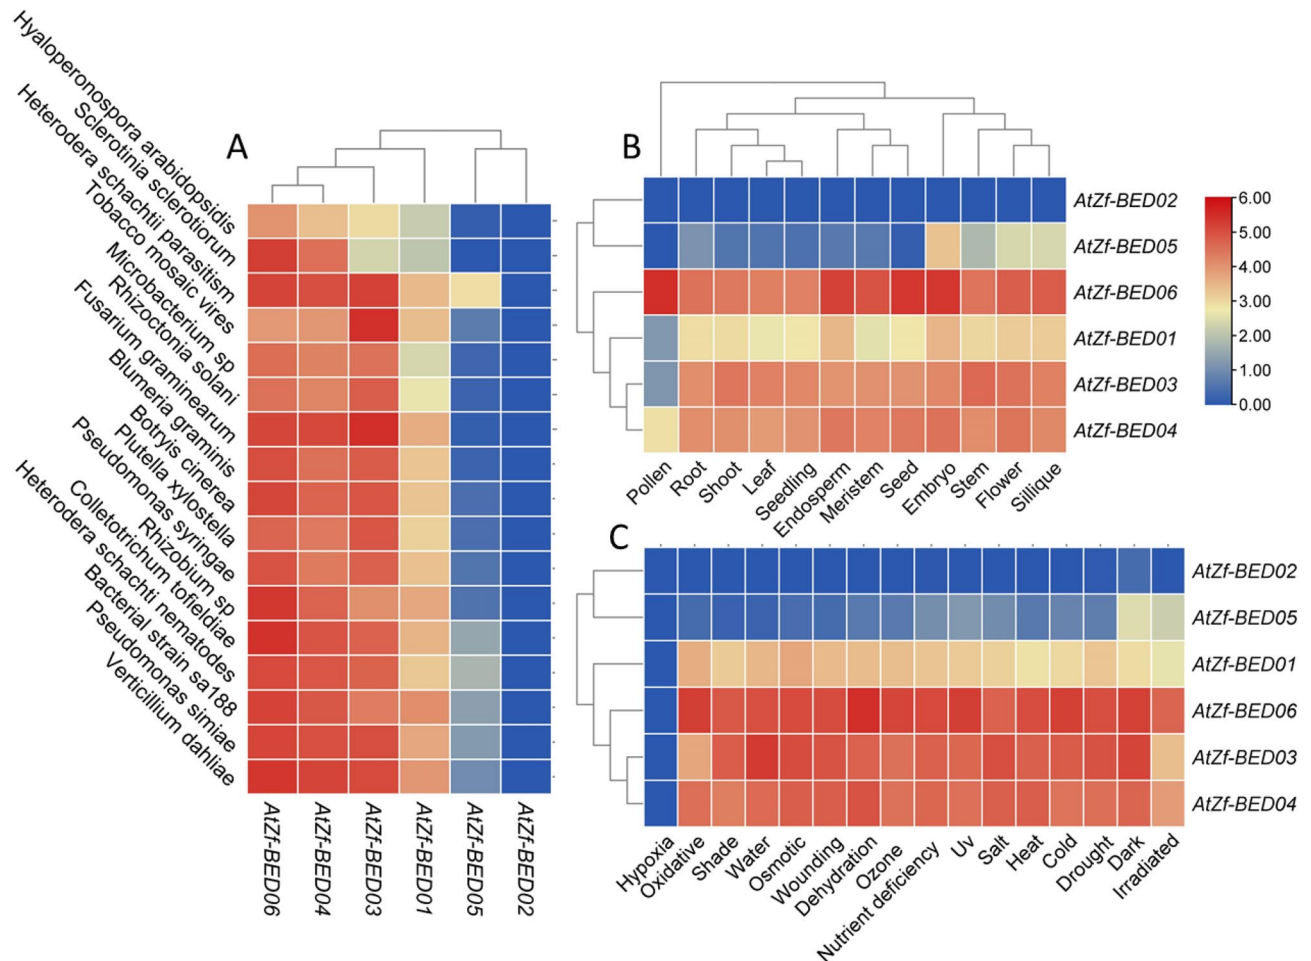 A
Hyaloperonospora arabidopsidis
Sclerotinia sclerotiorum
Heterodera schachtii parasitism
Tobacco mosaic vires
Microbacterium sp
Rhizoctonia solani
Fusarium graminearum
Blumeria graminis
Botryis cinerea
Plutella xylostella
Pseudomonas syringae
Rhizobium sp
Colletotrichum tofieldiae
Heterodera schachti nematodes
Bacterial strain sa188
Pseudomonas simiae
Verticillium dahliae
AtZf-BED06
AtZf-BED04
AtZf-BED03
AtZf-BED01
AtZf-BED05
AtZf-BED02
B
AtZf-BED02
AtZf-BED05
AtZf-BED06
AtZf-BED01
AtZf-BED03
AtZf-BED04
Pollen
Root
Shoot
Leaf
Seedling
Endosperm
Meristem
Seed
Embryo
Stem
Flower
Sillique
6.00
5.00
4.00
3.00
2.00
1.00
0.00
C
AtZf-BED02
AtZf-BED05
AtZf-BED01
AtZf-BED06
AtZf-BED03
AtZf-BED04
Hypoxia
Oxidative
Shade
Water
Osmotic
Wounding
Dehydration
Ozone
Nutrient deficiency
Uv
Salt
Heat
Cold
Drought
Dark
Irradiated